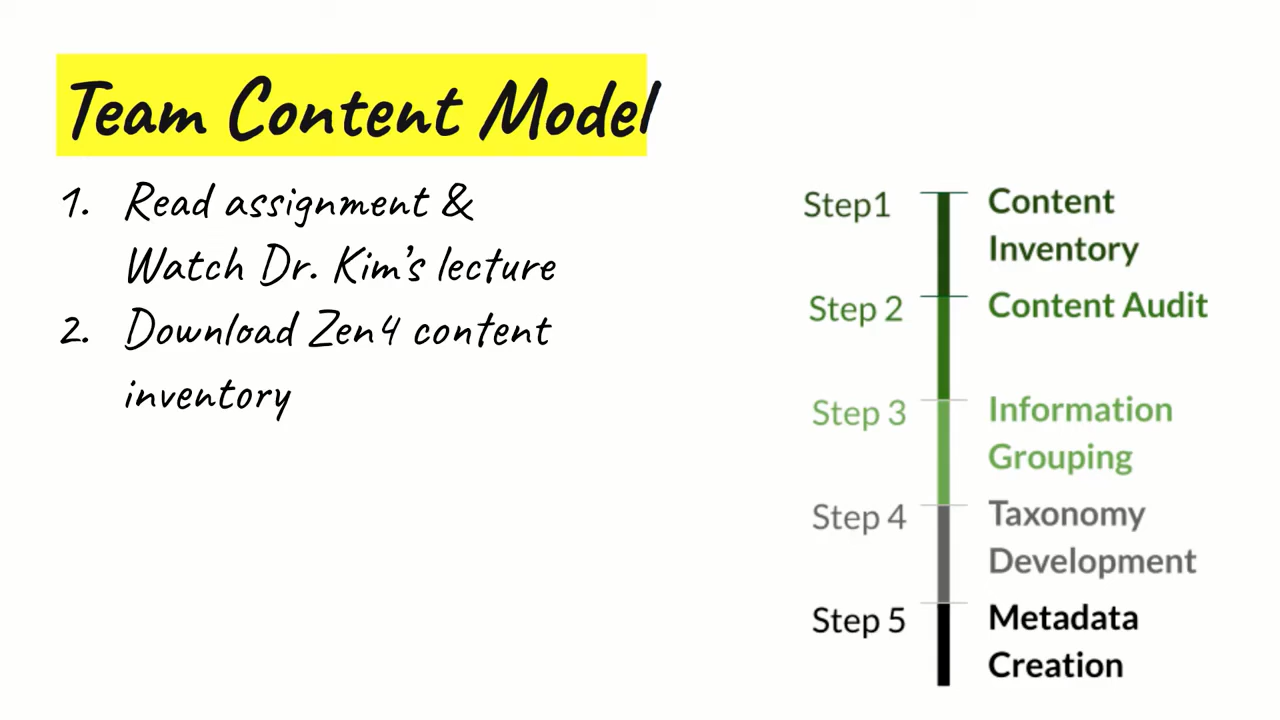 Team Content Model
1. Read assignment &
Watch Dr. Kim's lecture
2. Download Zen4 content
inventory
Step1 Content
Inventory
Step 2 Content Audit
Step 3 Information
Grouping
Step 4 Taxonomy
Development
Step 5 Metadata
Creation